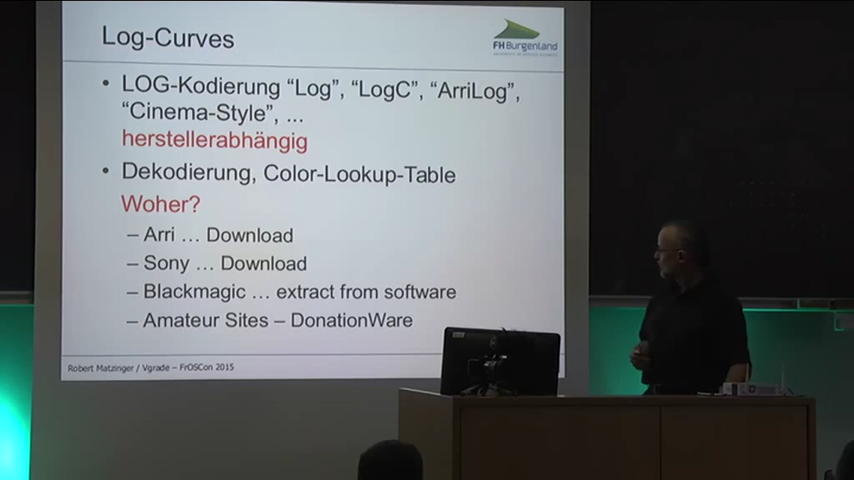 Log-Curves
FH Burgenland
• LOG-Kodierung “Log”, “LogC”, “ArriLog”,
“Cinema-Style”, ...
herstellerabhängig
• Dekodierung, Color-Lookup-Table
Woher?
– Arri … Download
– Sony … Download
– Blackmagic … extract from software
– Amateur Sites – DonationWare
Robert Matzinger / Vgrade – FrOSCon 2015